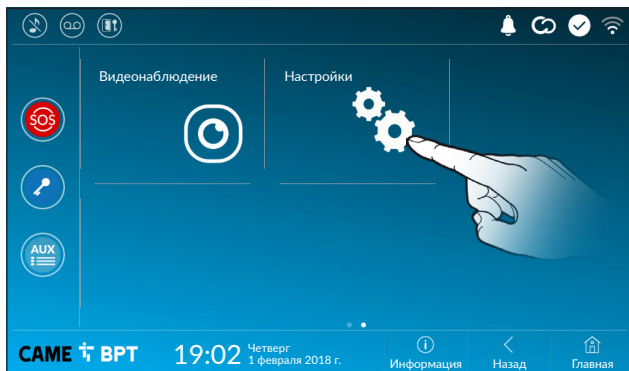 Видеонаблюдение
Настройки
SOS
AUX
CAME BPT
19:02
Четверг
1 февраля 2018 г.
Информация
Назад
Главная